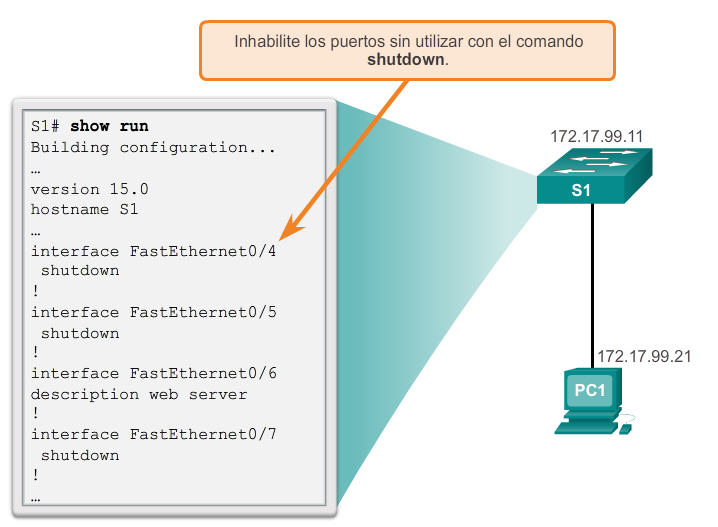 Inhabilite los puertos sin utilizar con el comando
shutdown.
S1# show run
Building configuration...
…
version 15.0
hostname S1
…
interface FastEthernet0/4
 shutdown
!
interface FastEthernet0/5
 shutdown
!
interface FastEthernet0/6
description web server
!
interface FastEthernet0/7
 shutdown
!
…
172.17.99.11
S1
172.17.99.21
PC1